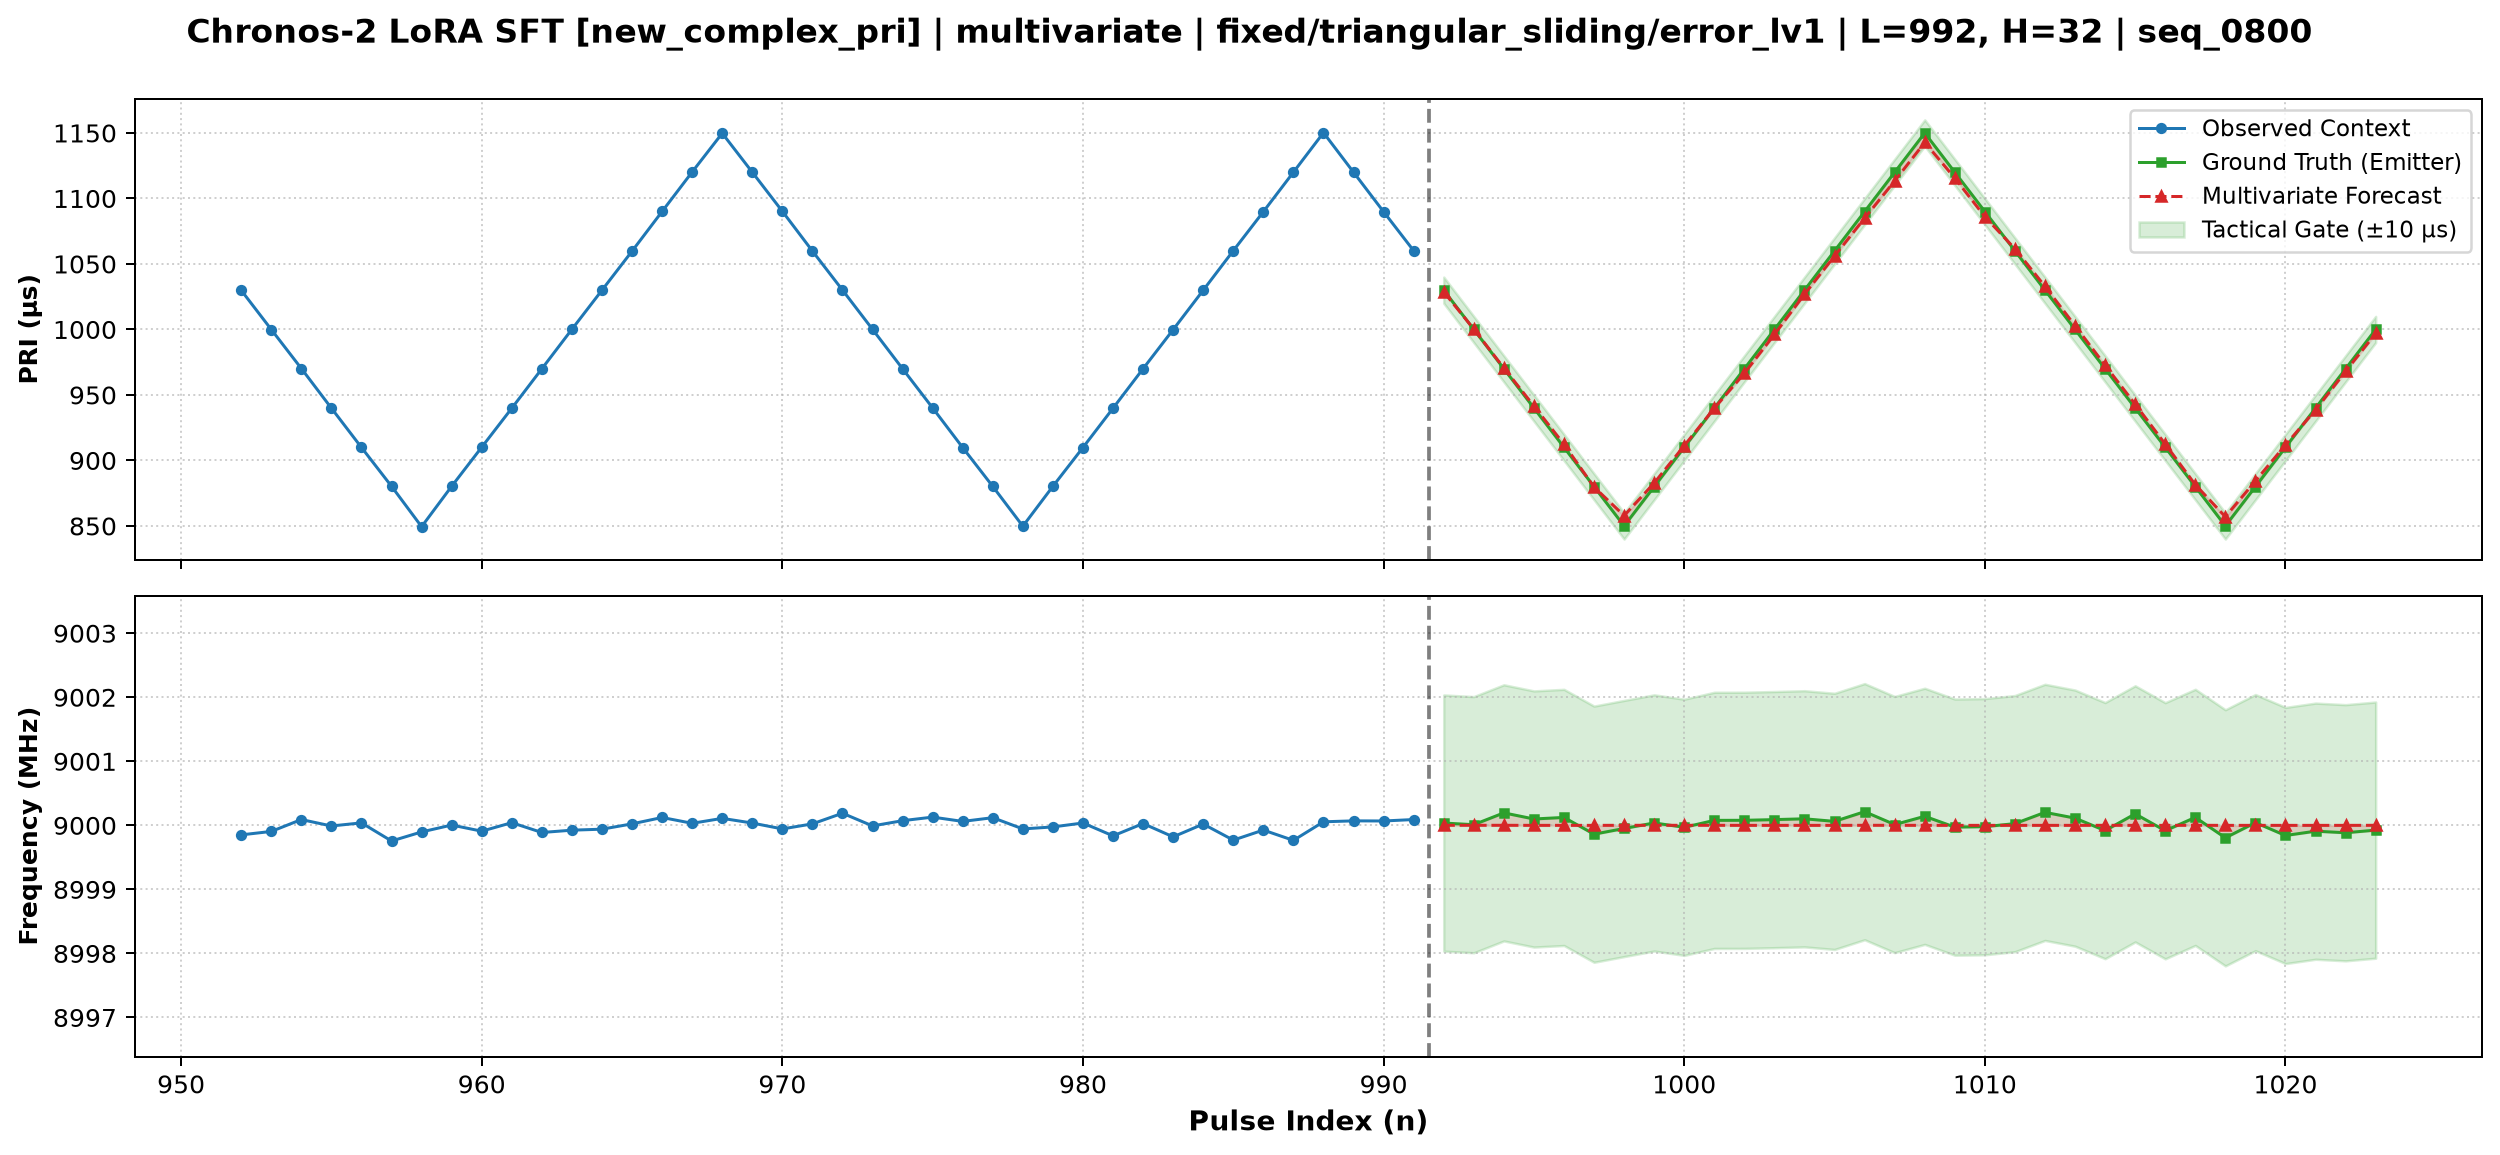 Chronos-2 LoRA SFT [new_complex_pri] | multivariate | fixed/triangular_sliding/error_lv1 | L=992, H=32 | seq_0800
PRI (µs)
1150
1100
1050
1000
950
900
850
Observed Context
Ground Truth (Emitter)
Multivariate Forecast
Tactical Gate (±10 µs)
Frequency (MHz)
9003
9002
9001
9000
8999
8998
8997
950 960 970 980 990 1000 1010 1020
Pulse Index (n)